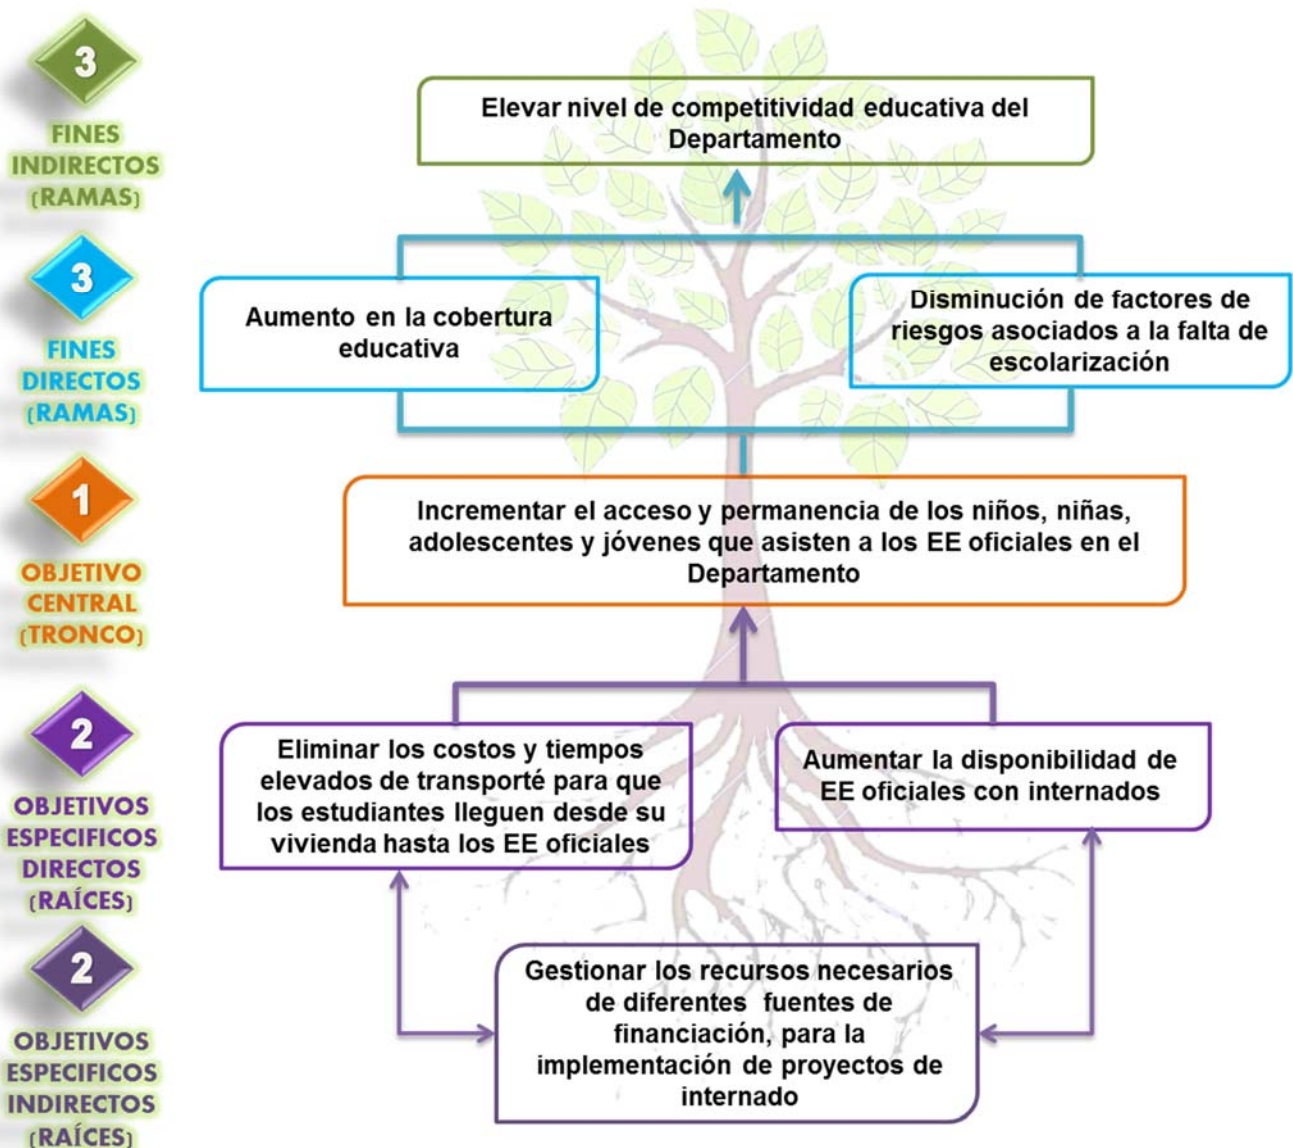 3
FINES
INDIRECTOS
(RAMAS)
Elevar nivel de competitividad educativa del
Departamento
3
FINES
DIRECTOS
(RAMAS)
Aumento en la cobertura
educativa
Disminución de factores de
riesgos asociados a la falta de
escolarización
1
OBJETIVO
CENTRAL
(TRONCO)
Incrementar el acceso y permanencia de los niños, niñas,
adolescentes y jóvenes que asisten a los EE oficiales en el
Departamento
2
OBJETIVOS
ESPECIFICOS
DIRECTOS
(RAÍCES)
Eliminar los costos y tiempos
elevados de transporté para que
los estudiantes lleguen desde su
vivienda hasta los EE oficiales
Aumentar la disponibilidad de
EE oficiales con internados
2
OBJETIVOS
ESPECIFICOS
INDIRECTOS
(RAÍCES)
Gestionar los recursos necesarios
de diferentes fuentes de
financiación, para la
implementación de proyectos de
internado